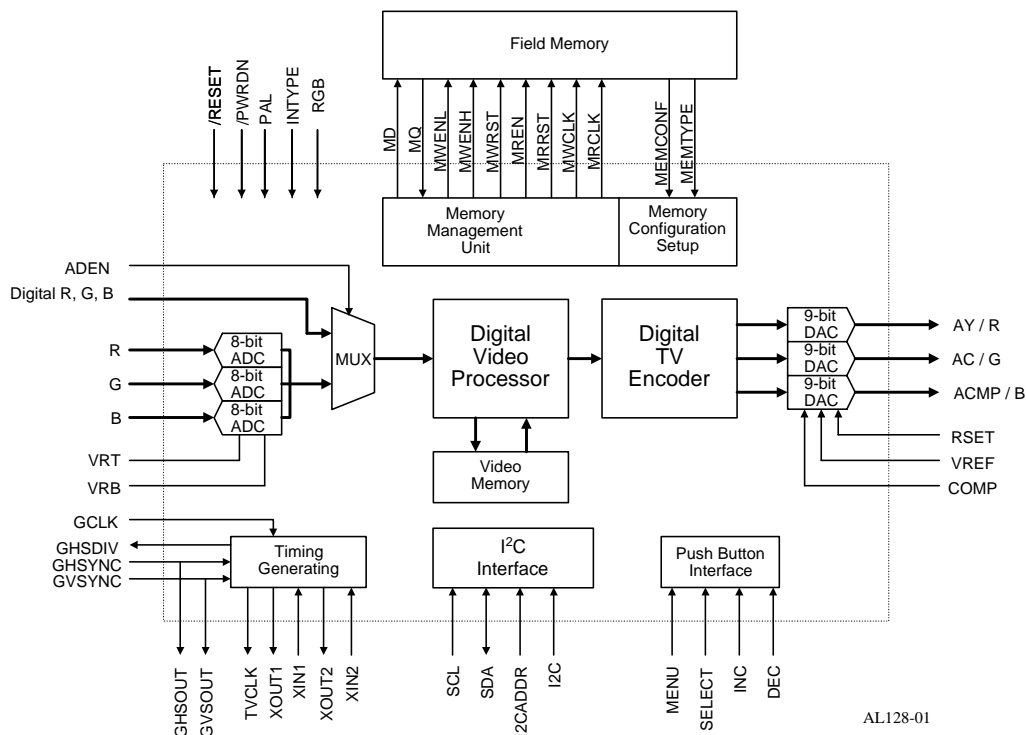 Field Memory
/RESET
/PWRDN
PAL
INTYPE
RGB
MD
MQ
MWENL
MWENH
MWRST
MREN
MRRST
MWCLK
MRCLK
MEMCONF
MEMTYPE
Memory
Management
Unit
Memory
Configuration
Setup
ADEN
Digital R, G, B
R
G
B
8-bit
ADC
8-bit
ADC
8-bit
ADC
MUX
Digital
Video
Processor
Digital
TV
Encoder
9-bit
DAC
9-bit
DAC
9-bit
DAC
AY / R
AC / G
ACMP / B
RSET
VREF
COMP
VRT
VRB
Video
Memory
GCLK
GHSDIV
GHSYNC
GVSYNC
Timing
Generating
I²C
Interface
Push Button
Interface
GHSOUT
GVSOUT
TVCLK
XOUT1
XIN1
XOUT2
XIN2
SCL
SDA
2CADDR
I2C
MENU
SELECT
INC
DEC
AL128-01